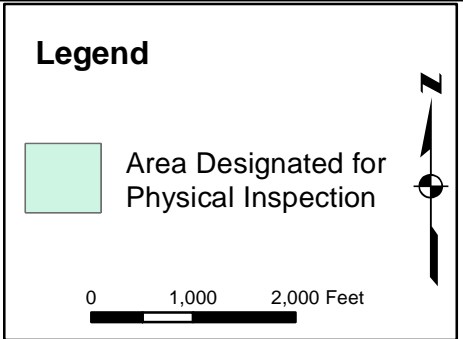 Legend
N
Area Designated for
Physical Inspection
0 1,000 2,000 Feet